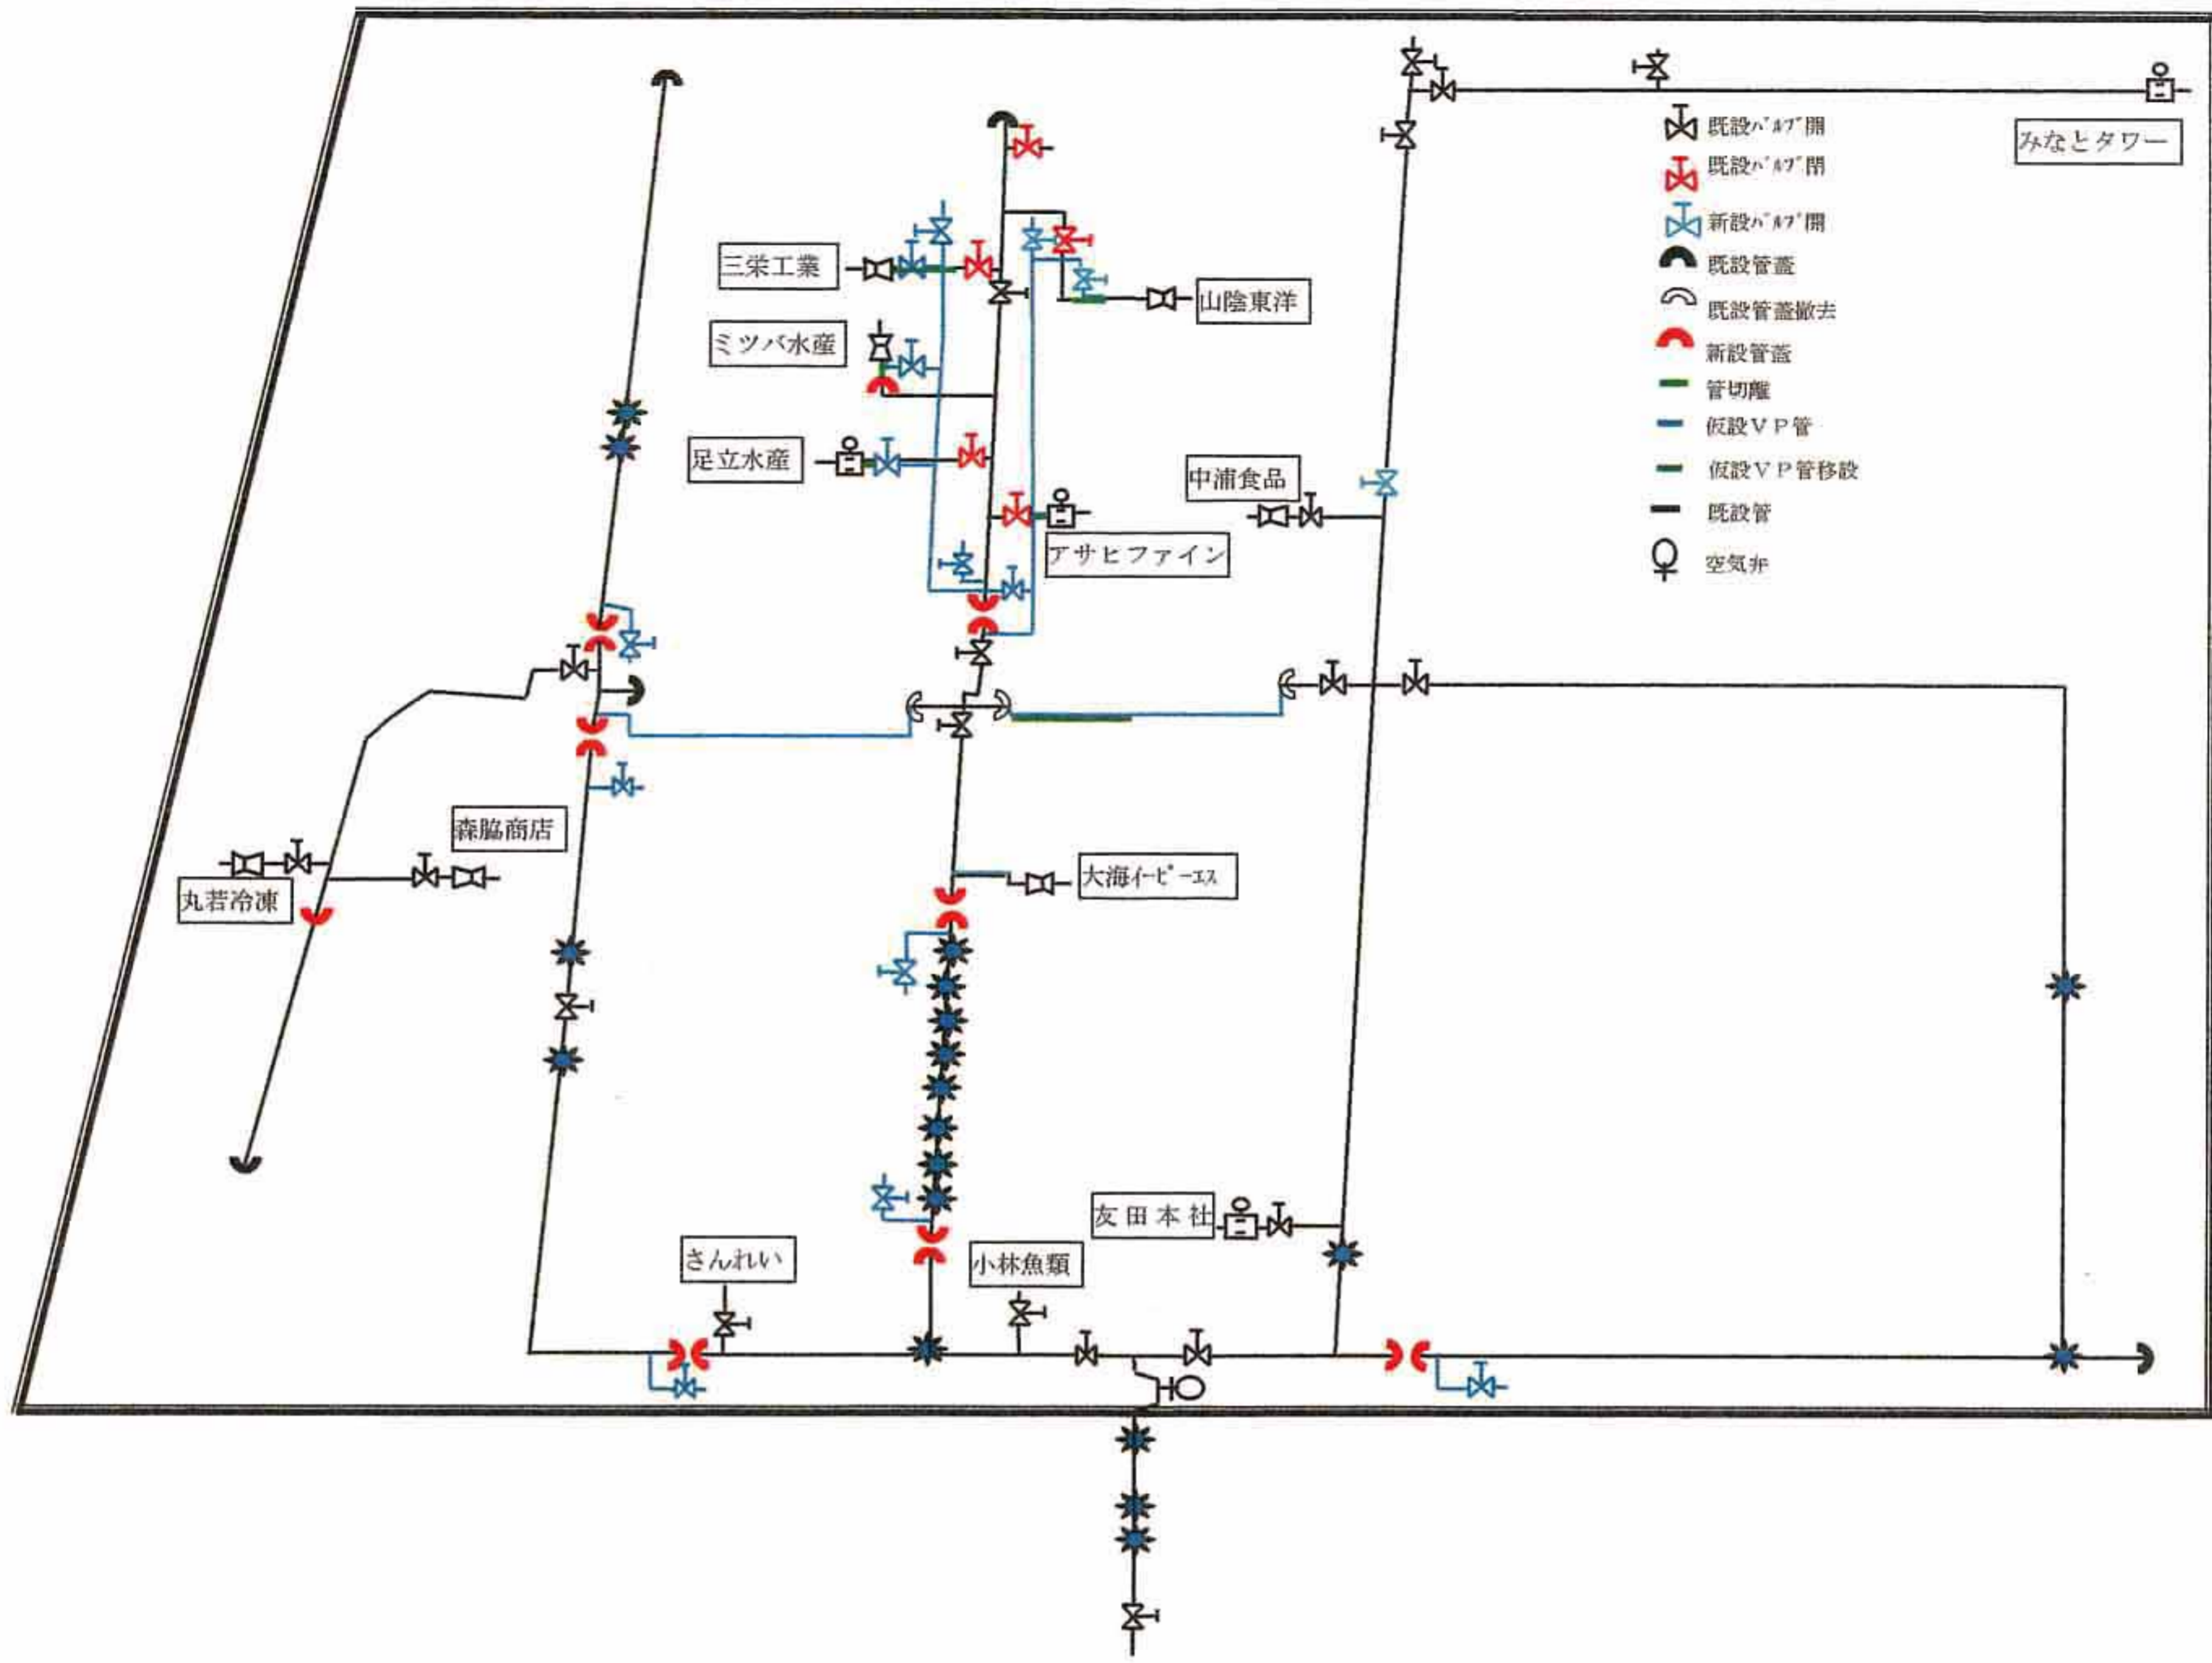 既設ﾊﾞﾙﾌﾞ開
既設ﾊﾞﾙﾌﾞ閉
新設ﾊﾞﾙﾌﾞ開
既設管蓋
既設管蓋撤去
新設管蓋
管切離
仮設ＶＰ管
仮設ＶＰ管移設
既設管
空気弁
みなとタワー
三栄工業
山陰東洋
ミツバ水産
足立水産
中浦食品
アサヒファイン
森脇商店
丸若冷凍
大海ｲｰﾋﾟｰｴｽ
友田本社
さんれい
小林魚類